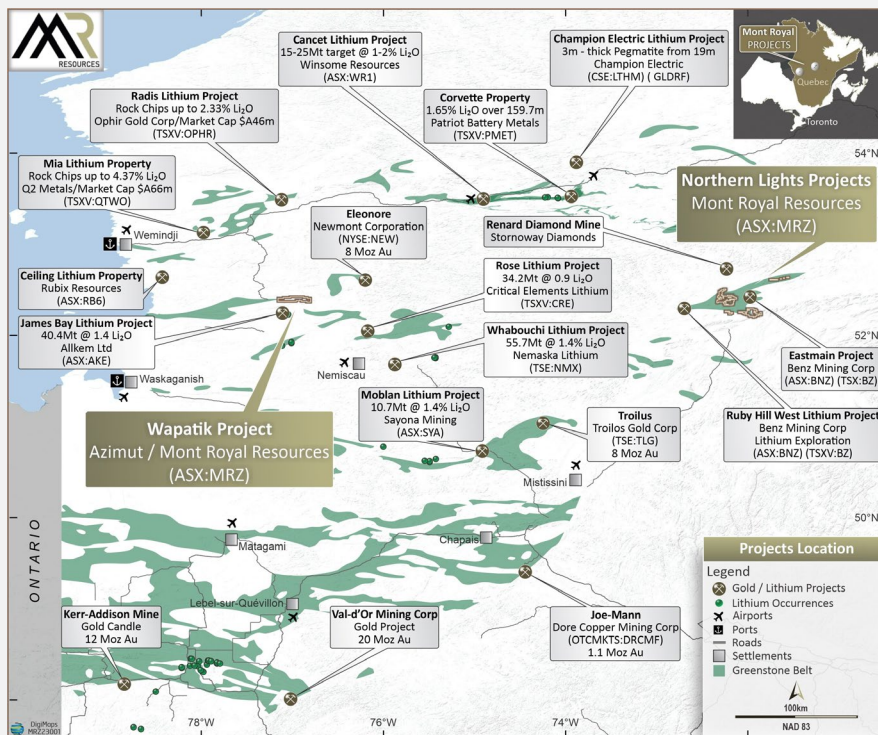 MR
RESOURCES
Cancet Lithium Project
15-25Mt target @ 1-2% Li₂O
Winsome Resources
(ASX:WR1)
Champion Electric Lithium Project
3m - thick Pegmatite from 19m
Champion Electric
(CSE:LTHM) ( GLDRF)
Mont Royal
PROJECTS
Quebec
Toronto
Radis Lithium Project
Rock Chips up to 2.33% Li₂O
Ophir Gold Corp/Market Cap $A46m
(TSXV:OPHR)
Corvette Property
1.65% Li₂O over 159.7m
Patriot Battery Metals
(TSXV:PMET)
54°N
Mia Lithium Property
Rock Chips up to 4.37% Li₂O
Q2 Metals/Market Cap $A66m
(TSXV:QTWO)
Northern Lights Projects
Mont Royal Resources
(ASX:MRZ)
Wemindji
Eleonore
Newmont Corporation
(NYSE:NEW)
8 Moz Au
Renard Diamond Mine
Stornoway Diamonds
Ceiling Lithium Property
Rubix Resources
(ASX:RB6)
Rose Lithium Project
34.2Mt @ 0.9 Li₂O
Critical Elements Lithium
(TSXV:CRE)
James Bay Lithium Project
40.4Mt @ 1.4 Li₂O
Allkem Ltd
(ASX:AKE)
Whabouchi Lithium Project
55.7Mt @ 1.4% Li₂O
Nemaska Lithium
(TSE:NMX)
52°N
Eastmain Project
Benz Mining Corp
(ASX:BNZ) (TSX:BZ)
Waskaganish
Nemiscau
Moblan Lithium Project
10.7Mt @ 1.4% Li₂O
Sayona Mining
(ASX:SYA)
Troilus
Troilos Gold Corp
(TSE:TLG)
8 Moz Au
Ruby Hill West Lithium Project
Benz Mining Corp
Lithium Exploration
(ASX:BNZ) (TSXV:BZ)
Wapatik Project
Azimut / Mont Royal Resources
(ASX:MRZ)
Mistissini
50°N
ONTARIO
Matagami
Chapais
Lebel-sur-Quévillon
Kerr-Addison Mine
Gold Candle
12 Moz Au
Val-d'Or Mining Corp
Gold Project
20 Moz Au
Joe-Mann
Dore Copper Mining Corp
(OTCMKTS:DRCMF)
1.1 Moz Au
Projects Location
Legend
Gold / Lithium Projects
Lithium Occurrences
Airports
Ports
Roads
Settlements
Greenstone Belt
100km
NAD 83
DigiMaps
MRZ23001
78°W
76°W
74°W